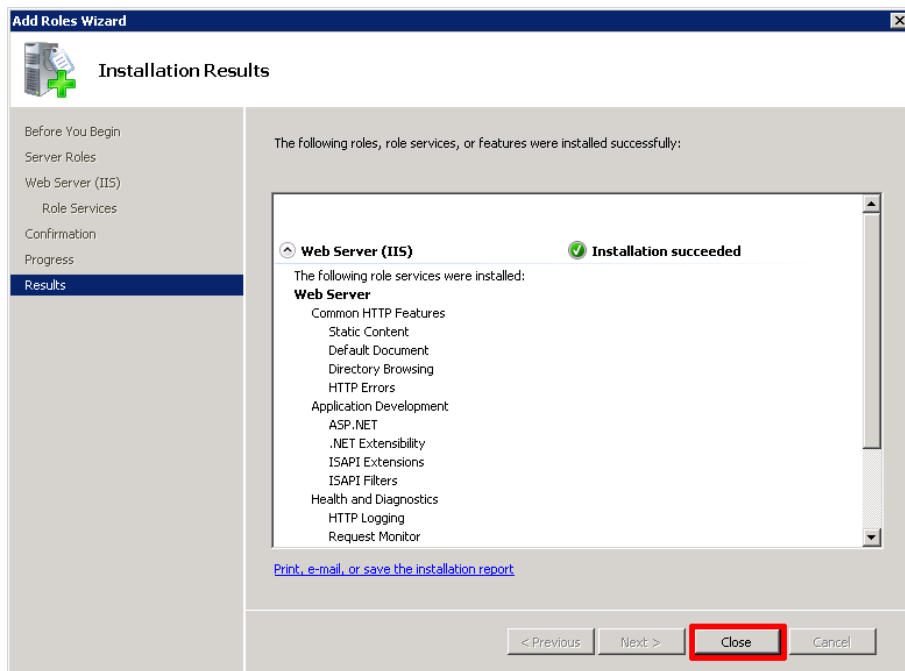 Add Roles Wizard
Installation Results
Before You Begin
Server Roles
Web Server (IIS)
Role Services
Confirmation
Progress
Results
The following roles, role services, or features were installed successfully:
Web Server (IIS) Installation succeeded
The following role services were installed:
Web Server
Common HTTP Features
Static Content
Default Document
Directory Browsing
HTTP Errors
Application Development
ASP.NET
.NET Extensibility
ISAPI Extensions
ISAPI Filters
Health and Diagnostics
HTTP Logging
Request Monitor
Print, e-mail, or save the installation report
< Previous Next > Close Cancel